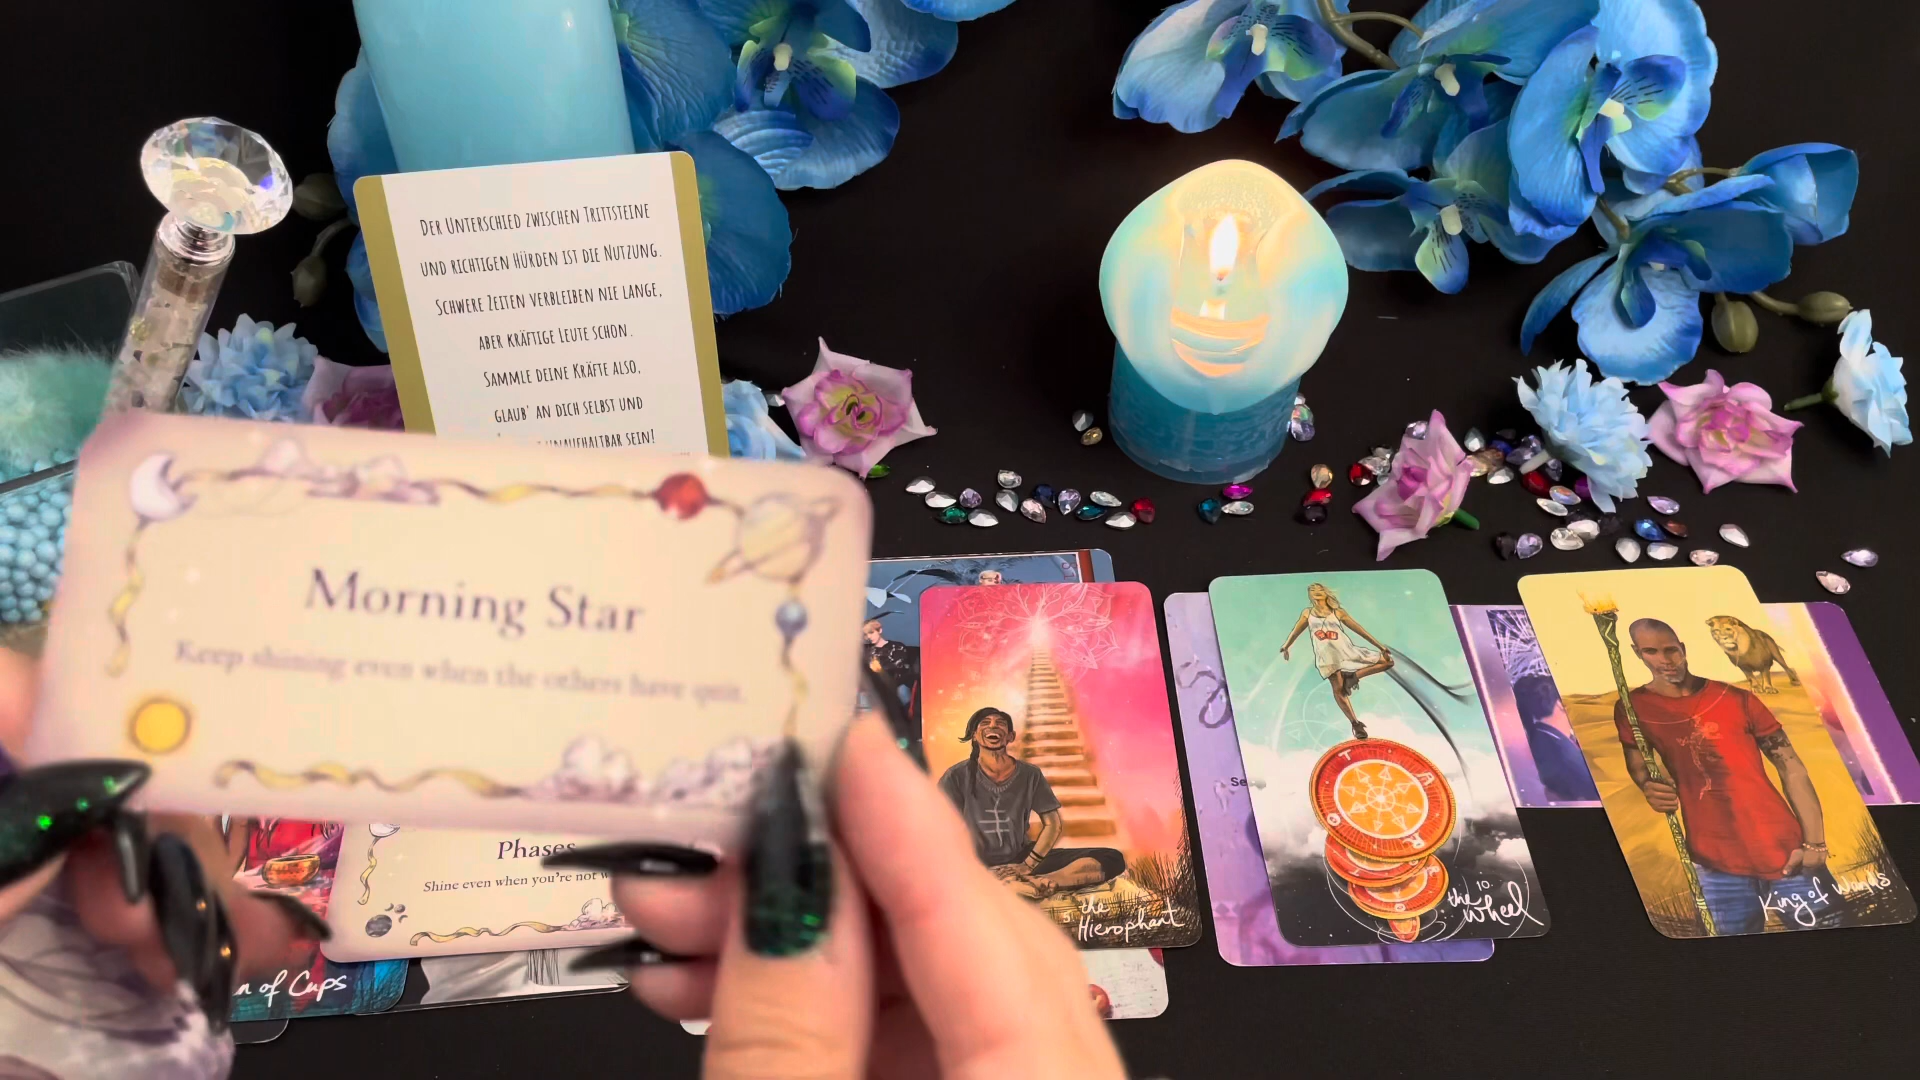 DER UNTERSCHIED ZWISCHEN TRITTSTEINE
UND RICHTIGEN HÜRDEN IST DIE NUTZUNG.
SCHWERE ZEITEN VERBLEIBEN NIE LANGE,
ABER KRÄFTIGE LEUTE SCHON.
SAMMLE DEINE KRÄFTE ALSO,
GLAUB' AN DICH SELBST UND
UNAUFHALTBAR SEIN!
Morning Star
Keep shining even when the others have quit.
Phases
Shine even when you're not
of Cups
5 the
Hierophant
Se
T
A
R
O
10
the
Wheel
King of Wands